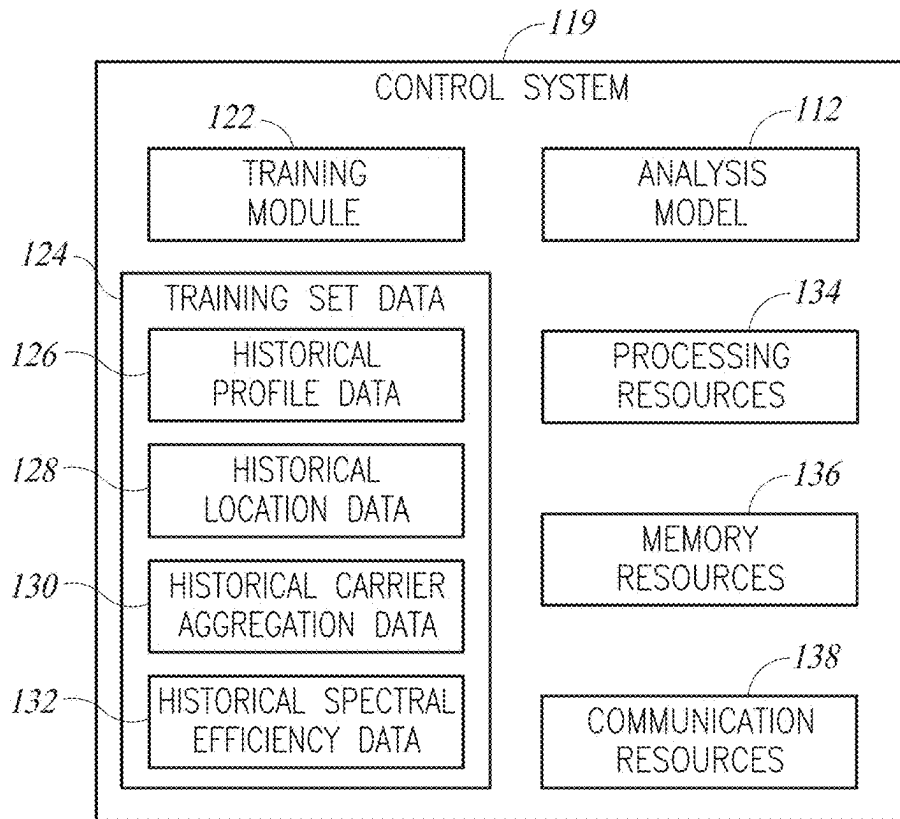 119
CONTROL SYSTEM
122
TRAINING
MODULE
112
ANALYSIS
MODEL
124
TRAINING SET DATA
126
HISTORICAL
PROFILE DATA
128
HISTORICAL
LOCATION DATA
130
HISTORICAL CARRIER
AGGREGATION DATA
132
HISTORICAL SPECTRAL
EFFICIENCY DATA
134
PROCESSING
RESOURCES
136
MEMORY
RESOURCES
138
COMMUNICATION
RESOURCES